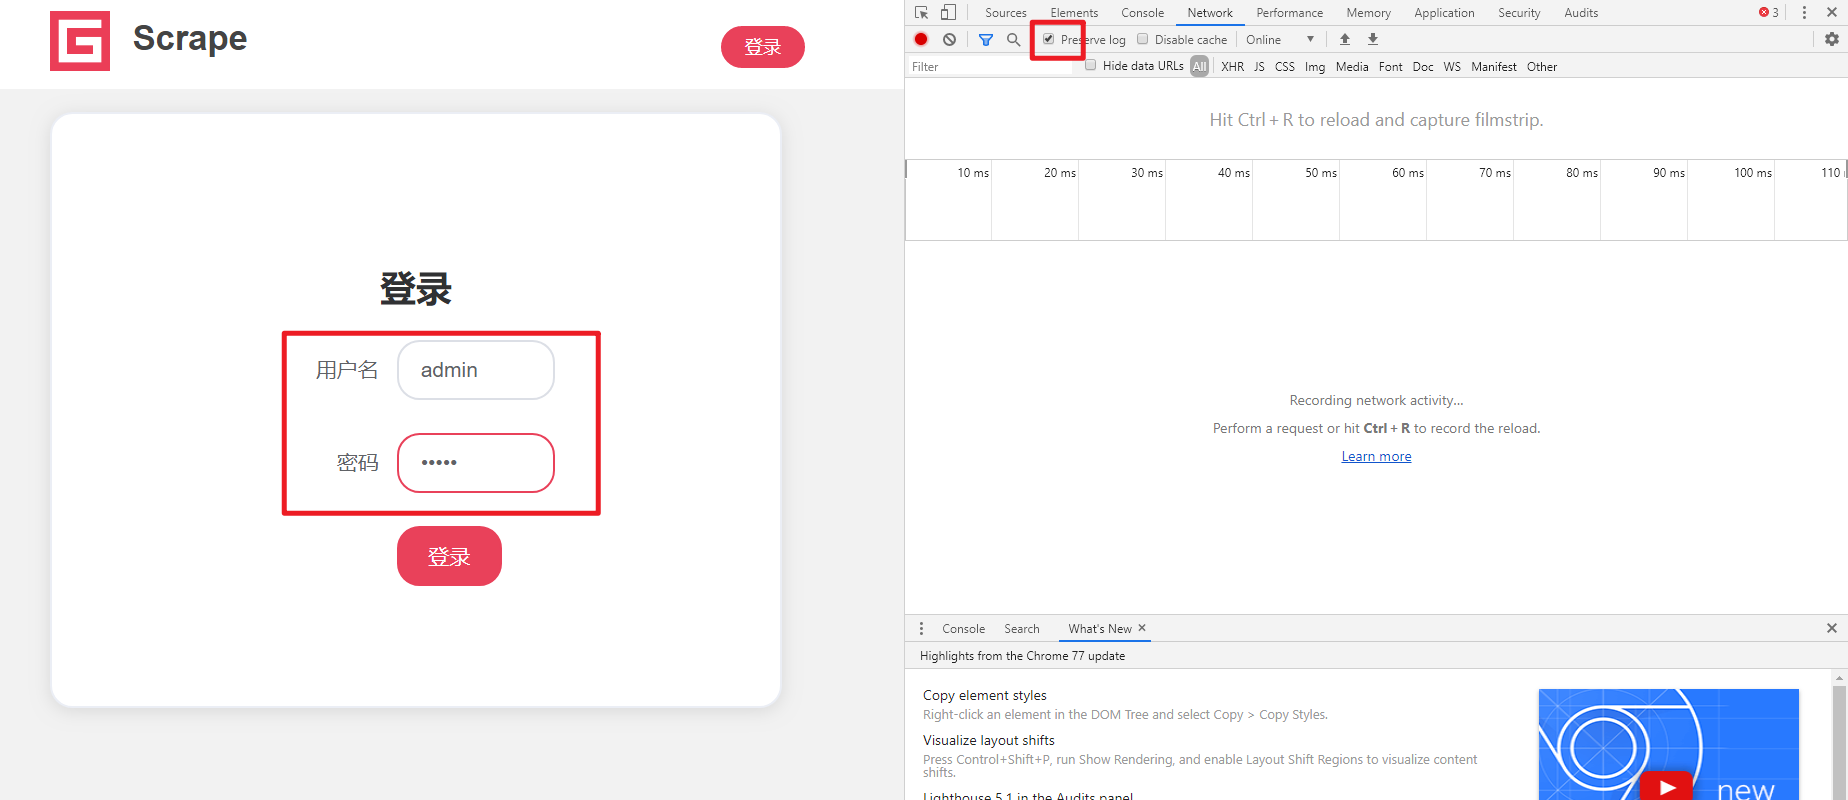 Scrape
登录
登录
用户名 admin
密码 •••••
登录
Sources Elements Console Network Performance Memory Application Security Audits 3
Preserve log Disable cache Online
Filter Hide data URLs All XHR JS CSS Img Media Font Doc WS Manifest Other
Hit Ctrl + R to reload and capture filmstrip.
10 ms 20 ms 30 ms 40 ms 50 ms 60 ms 70 ms 80 ms 90 ms 100 ms 110
Recording network activity...
Perform a request or hit Ctrl + R to record the reload.
Learn more
Console Search What's New
Highlights from the Chrome 77 update
Copy element styles
Right-click an element in the DOM Tree and select Copy > Copy Styles.
Visualize layout shifts
Press Control+Shift+P, run Show Rendering, and enable Layout Shift Regions to visualize content
shifts.
Lighthouse 5.1 in the Audits panel
new